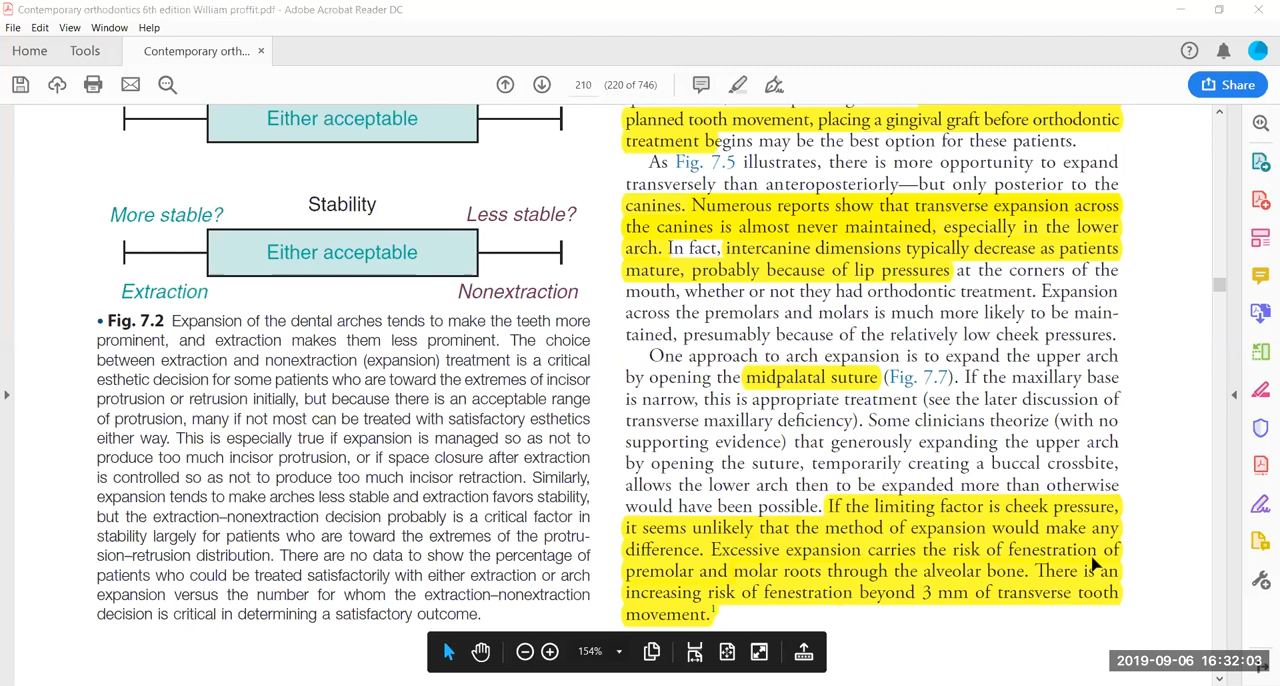 Contemporary orthodontics 6th edition William proffit.pdf - Adobe Acrobat Reader DC
File Edit View Window Help
Home Tools Contemporary orth... ×
210 (220 of 746)
Share
Either acceptable
Stability
More stable? Less stable?
Either acceptable
Extraction Nonextraction
• Fig. 7.2 Expansion of the dental arches tends to make the teeth more
prominent, and extraction makes them less prominent. The choice
between extraction and nonextraction (expansion) treatment is a critical
esthetic decision for some patients who are toward the extremes of incisor
protrusion or retrusion initially, but because there is an acceptable range
of protrusion, many if not most can be treated with satisfactory esthetics
either way. This is especially true if expansion is managed so as not to
produce too much incisor protrusion, or if space closure after extraction
is controlled so as not to produce too much incisor retraction. Similarly,
expansion tends to make arches less stable and extraction favors stability,
but the extraction–nonextraction decision probably is a critical factor in
stability largely for patients who are toward the extremes of the protru-
sion–retrusion distribution. There are no data to show the percentage of
patients who could be treated satisfactorily with either extraction or arch
expansion versus the number for whom the extraction–nonextraction
decision is critical in determining a satisfactory outcome.
planned tooth movement, placing a gingival graft before orthodontic
treatment begins may be the best option for these patients.
As Fig. 7.5 illustrates, there is more opportunity to expand
transversely than anteroposteriorly—but only posterior to the
canines. Numerous reports show that transverse expansion across
the canines is almost never maintained, especially in the lower
arch. In fact, intercanine dimensions typically decrease as patients
mature, probably because of lip pressures at the corners of the
mouth, whether or not they had orthodontic treatment. Expansion
across the premolars and molars is much more likely to be main-
tained, presumably because of the relatively low cheek pressures.
One approach to arch expansion is to expand the upper arch
by opening the midpalatal suture (Fig. 7.7). If the maxillary base
is narrow, this is appropriate treatment (see the later discussion of
transverse maxillary deficiency). Some clinicians theorize (with no
supporting evidence) that generously expanding the upper arch
by opening the suture, temporarily creating a buccal crossbite,
allows the lower arch then to be expanded more than otherwise
would have been possible. If the limiting factor is cheek pressure,
it seems unlikely that the method of expansion would make any
difference. Excessive expansion carries the risk of fenestration of
premolar and molar roots through the alveolar bone. There is an
increasing risk of fenestration beyond 3 mm of transverse tooth
movement.1
154%
2019-09-06 16:32:03